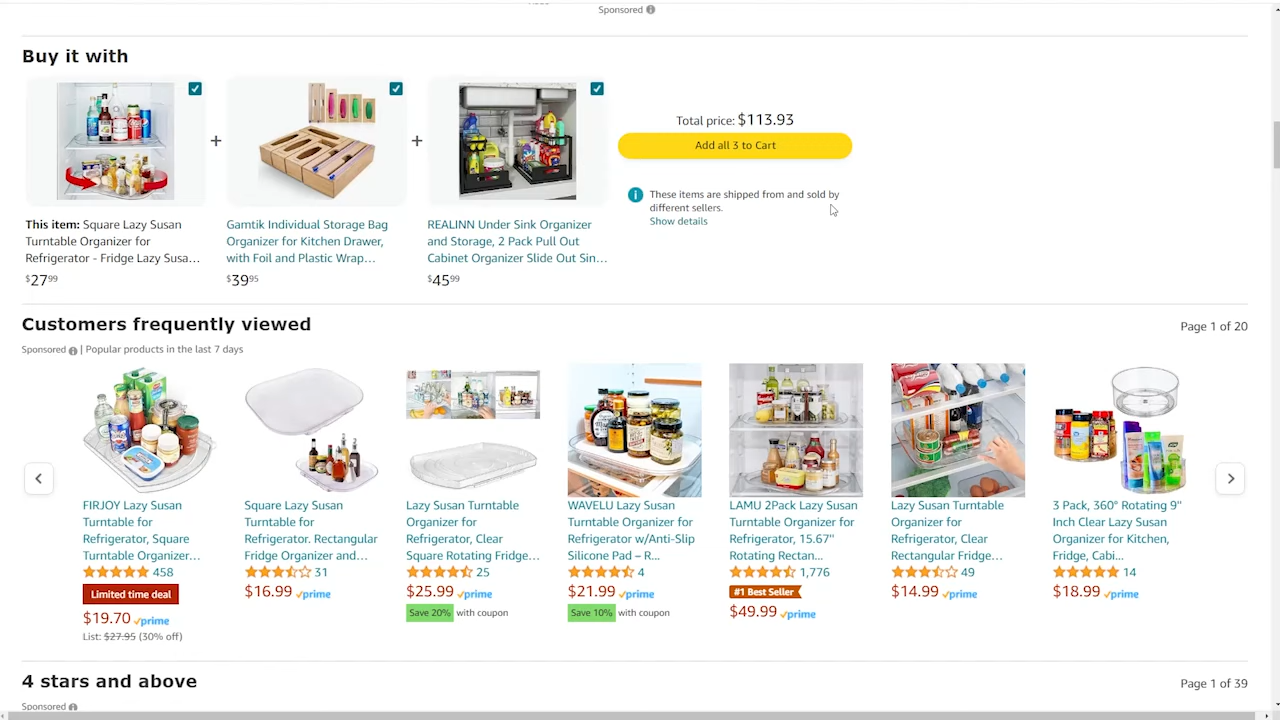 Sponsored
Buy it with
Total price: $113.93
Add all 3 to Cart
These items are shipped from and sold by
different sellers.
Show details
This item: Square Lazy Susan
Turntable Organizer for
Refrigerator - Fridge Lazy Susa...
$27.99
Gamtik Individual Storage Bag
Organizer for Kitchen Drawer,
with Foil and Plastic Wrap...
$39.95
REALINN Under Sink Organizer
and Storage, 2 Pack Pull Out
Cabinet Organizer Slide Out Sin...
$45.99
Customers frequently viewed
Page 1 of 20
Sponsored | Popular products in the last 7 days
FIRJOY Lazy Susan
Turntable for
Refrigerator, Square
Turntable Organizer...
458
Limited time deal
$19.70 prime
List: $27.95 (30% off)
Square Lazy Susan
Turntable for
Refrigerator. Rectangular
Fridge Organizer and...
31
$16.99 prime
Lazy Susan Turntable
Organizer for
Refrigerator, Clear
Square Rotating Fridge...
25
$25.99 prime
Save 20% with coupon
WAVELU Lazy Susan
Turntable Organizer for
Refrigerator w/Anti-Slip
Silicone Pad – R...
4
$21.99 prime
Save 10% with coupon
LAMU 2Pack Lazy Susan
Turntable Organizer for
Refrigerator, 15.67"
Rotating Rectan...
1,776
#1 Best Seller
$49.99 prime
Lazy Susan Turntable
Organizer for
Refrigerator, Clear
Rectangular Fridge...
49
$14.99 prime
3 Pack, 360° Rotating 9"
Inch Clear Lazy Susan
Organizer for Kitchen,
Fridge, Cabi...
14
$18.99 prime
4 stars and above
Page 1 of 39
Sponsored